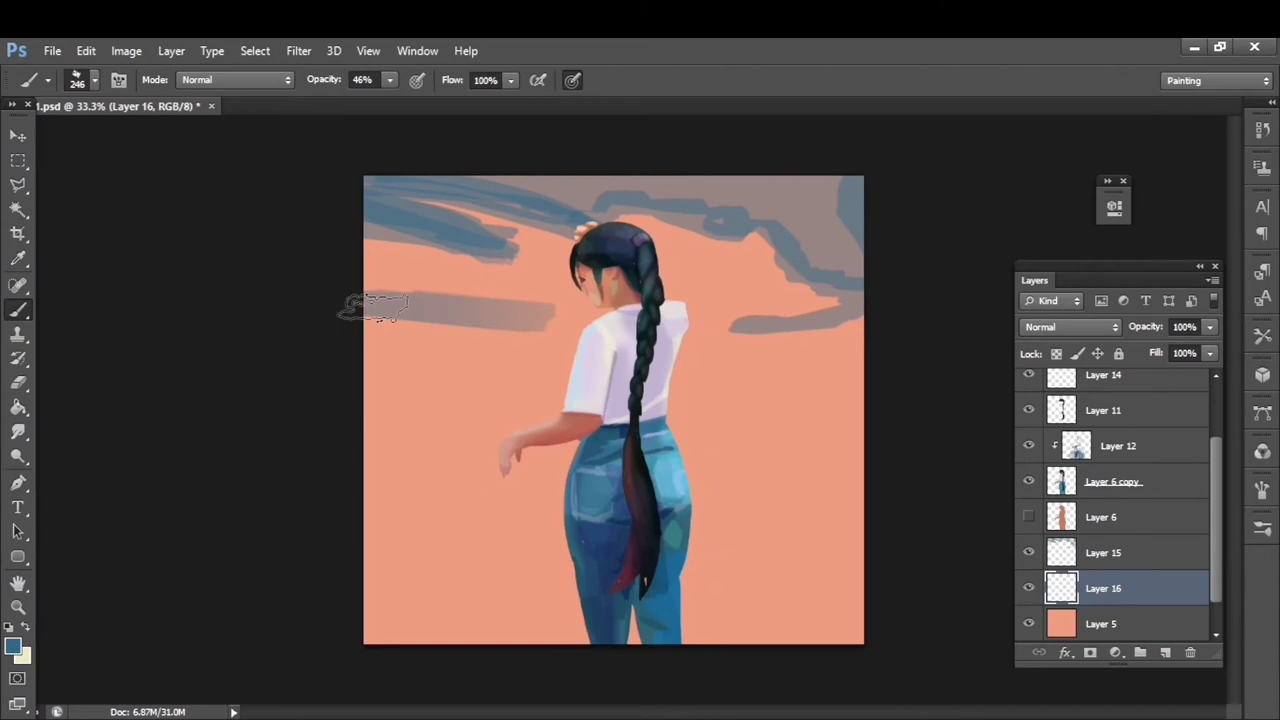 Ps File Edit Image Layer Type Select Filter 3D View Window Help
246 Mode: Normal Opacity: 46% Flow: 100% Painting
1.psd @ 33.3% (Layer 16, RGB/8) *
Layers
Kind
Normal Opacity: 100%
Lock: Fill: 100%
Layer 14
Layer 11
Layer 12
Layer 6 copy
Layer 6
Layer 15
Layer 16
Layer 5
Doc: 6.87M/31.0M